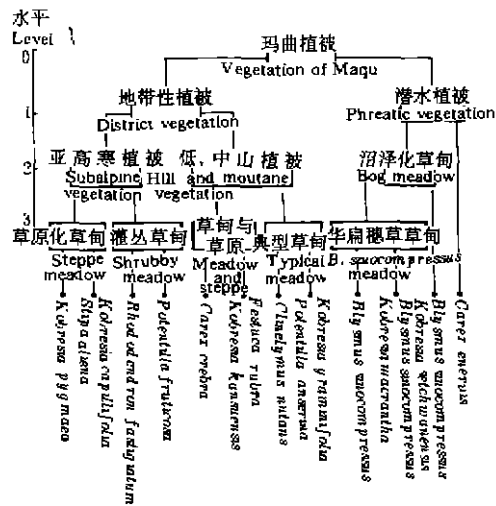 水平
Level
0
玛曲植被
Vegetation of Maqu
地带性植被
District vegetation
潜水植被
Phreatic vegetation
1
亚高寒植被
Subalpine
vegetation
低、中山植被
Hill and moutane
vegetation
沼泽化草甸
Bog meadow
2
3
草原化草甸
Steppe
meadow
灌丛草甸
Shrubby
meadow
草甸与
草原
Meadow
and
steppe
典型草甸
Typical
meadow
华扁穗草草甸
B. snocompressus
meadow
Kobresia pygmaea
Stipa aliena
Kobresia capillifolia
Rhododendron fastigiatum
Potentilla fruticosa
Carex crebra
Kobresia kansuensis
Festuca rubra
Clinelymus nutans
Potentilla anserina
Kobresia graminifolia
Blysmus snocompressus
Kobresia macrantha
Blysmus snocompressus
Kobresia setchwanensis
Blysmus snocompressus
Carex enervis